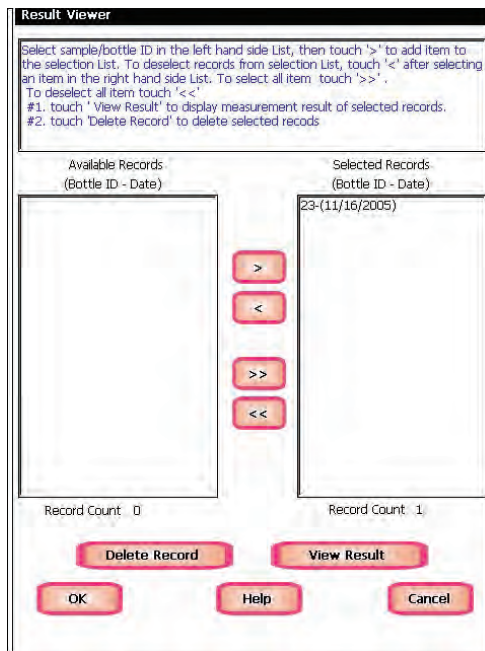 Result Viewer
Select sample/bottle ID in the left hand side List, then touch '>' to add item to
the selection List. To deselect records from selection List, touch '<' after selecting
an item in the right hand side List. To select all item touch '>>' .
To deselect all item touch '<<'
#1. touch ' View Result' to display measurement result of selected records.
#2. touch 'Delete Record' to delete selected recods
Available Records
(Bottle ID - Date)
Selected Records
(Bottle ID - Date)
23-(11/16/2005)
>
<
>>
<<
Record Count 0
Record Count 1
Delete Record
View Result
OK
Help
Cancel